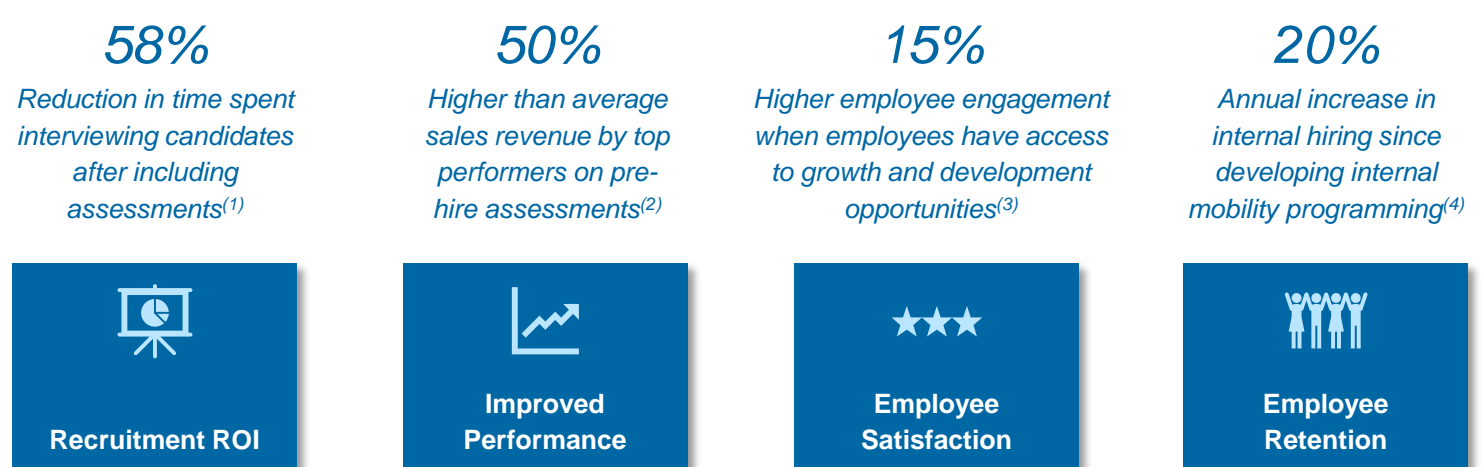 58%
Reduction in time spent
interviewing candidates
after including
assessments(1)
Recruitment ROI
50%
Higher than average
sales revenue by top
performers on pre-
hire assessments(2)
Improved
Performance
15%
Higher employee engagement
when employees have access
to growth and development
opportunities(3)
Employee
Satisfaction
20%
Annual increase in
internal hiring since
developing internal
mobility programming(4)
Employee
Retention